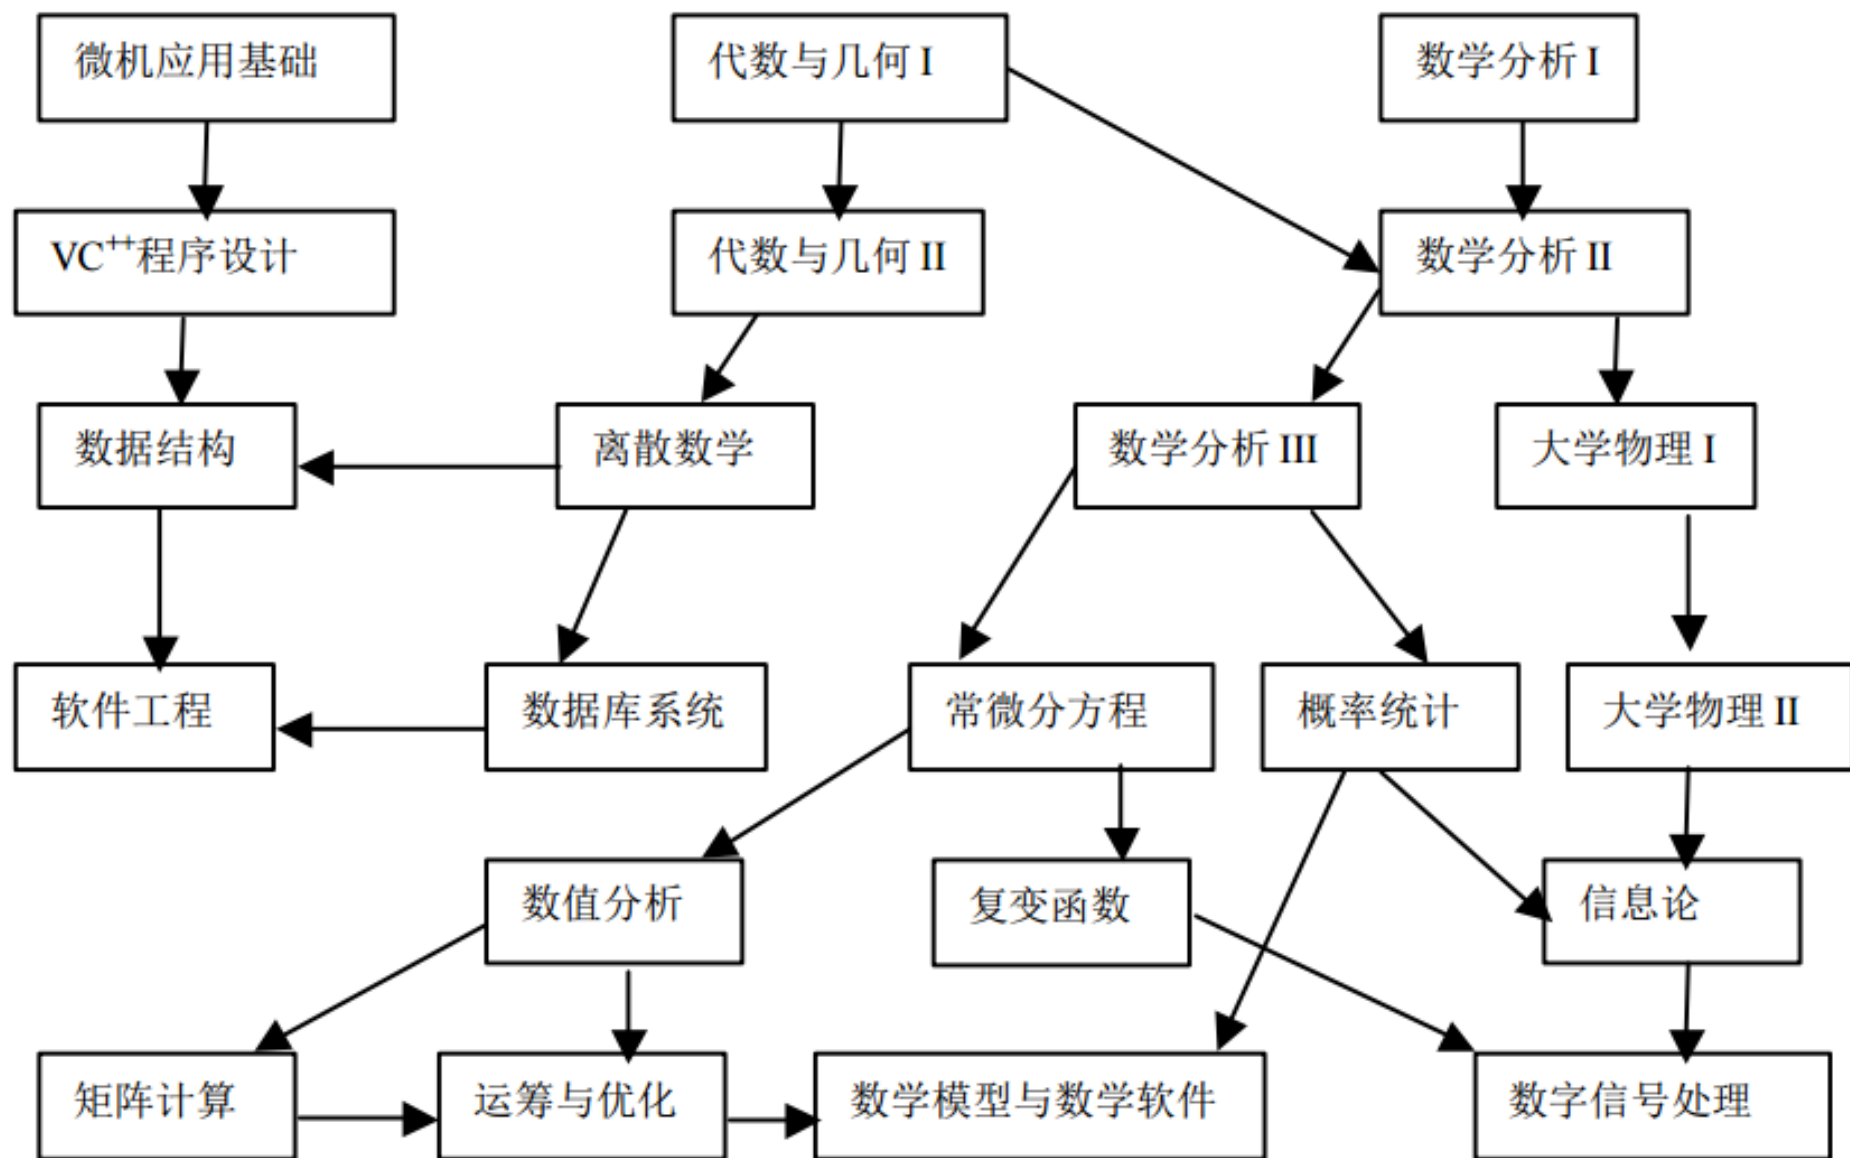 微机应用基础
代数与几何 I
数学分析 I
VC⁺⁺程序设计
代数与几何 II
数学分析 II
数据结构
离散数学
数学分析 III
大学物理 I
软件工程
数据库系统
常微分方程
概率统计
大学物理 II
数值分析
复变函数
信息论
矩阵计算
运筹与优化
数学模型与数学软件
数字信号处理